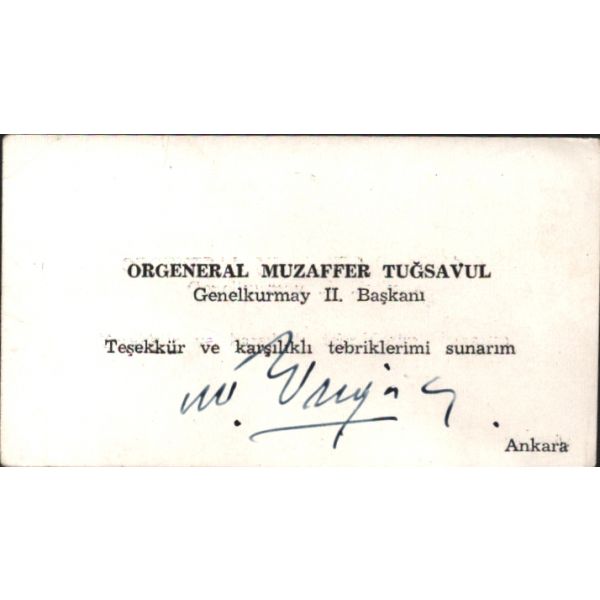 ORGENERAL MUZAFFER TUĞSAVUL
Genelkurmay II. Başkanı
Teşekkür ve karşılıklı tebriklerimi sunarım
Ankara